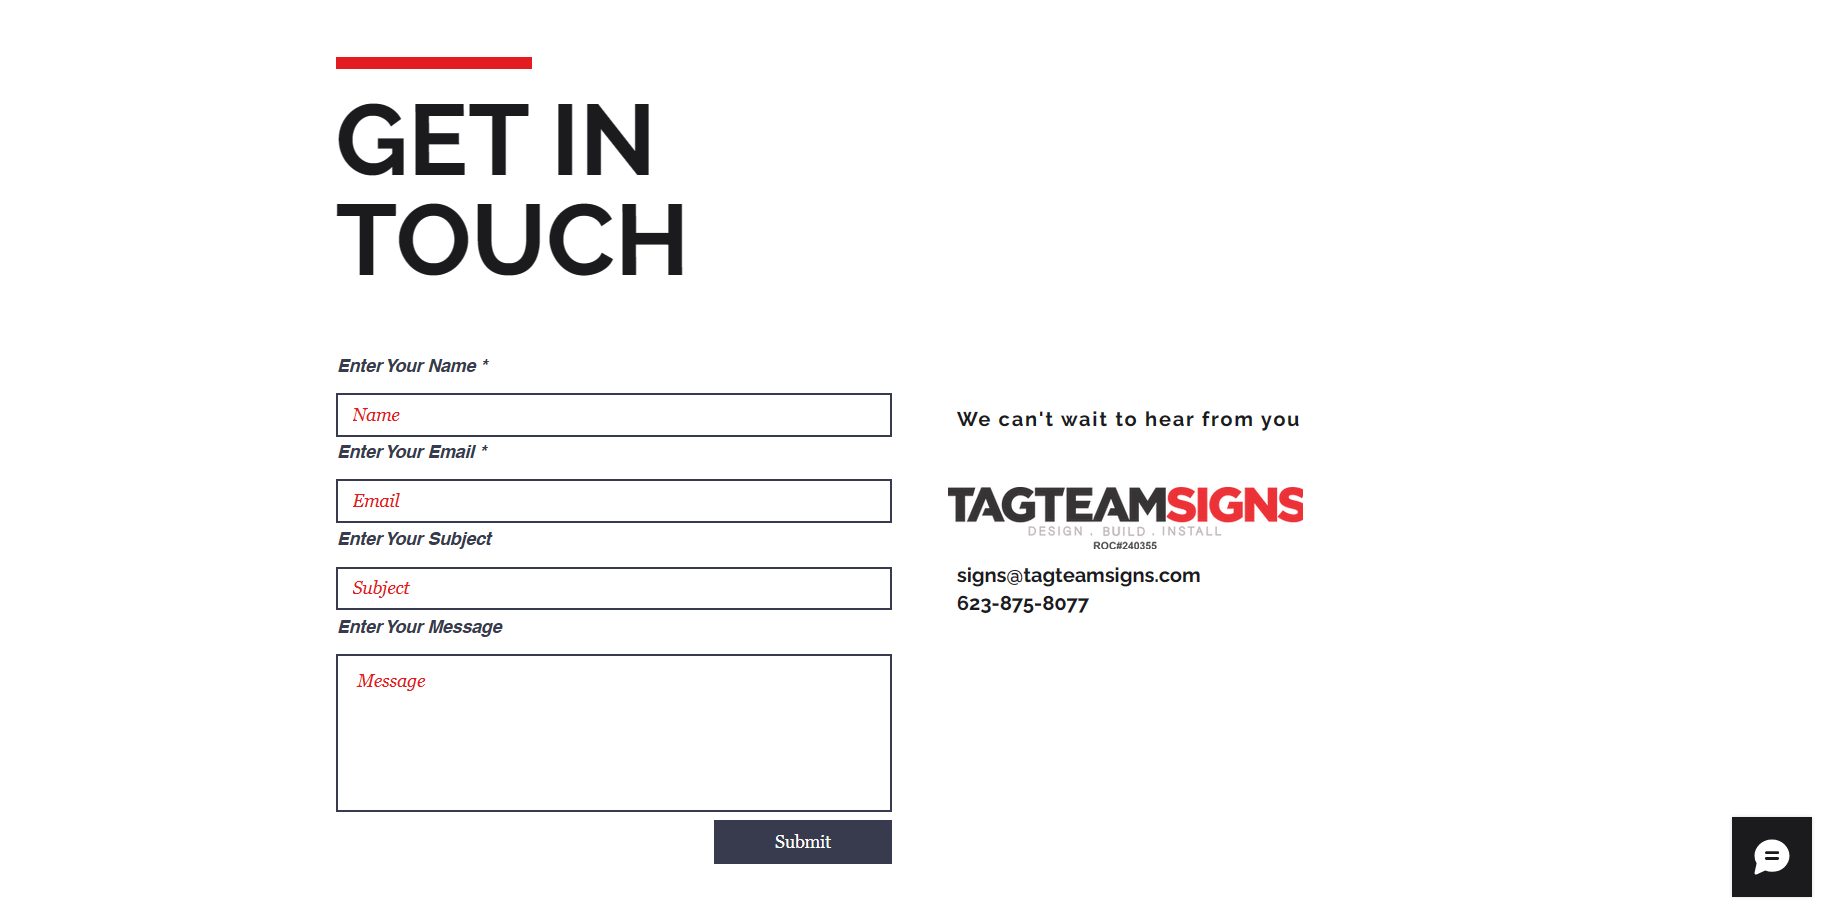 GET IN
TOUCH
Enter Your Name *
Name
Enter Your Email *
Email
Enter Your Subject
Subject
Enter Your Message
Message
Submit
We can't wait to hear from you
TAGTEAMSIGNS
DESIGN . BUILD . INSTALL
ROC#240355
signs@tagteamsigns.com
623-875-8077